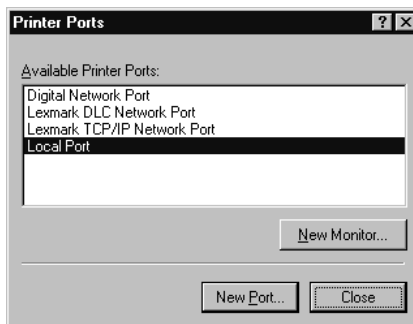 Printer Ports
Available Printer Ports:
Digital Network Port
Lexmark DLC Network Port
Lexmark TCP/IP Network Port
Local Port
New Monitor...
New Port...
Close